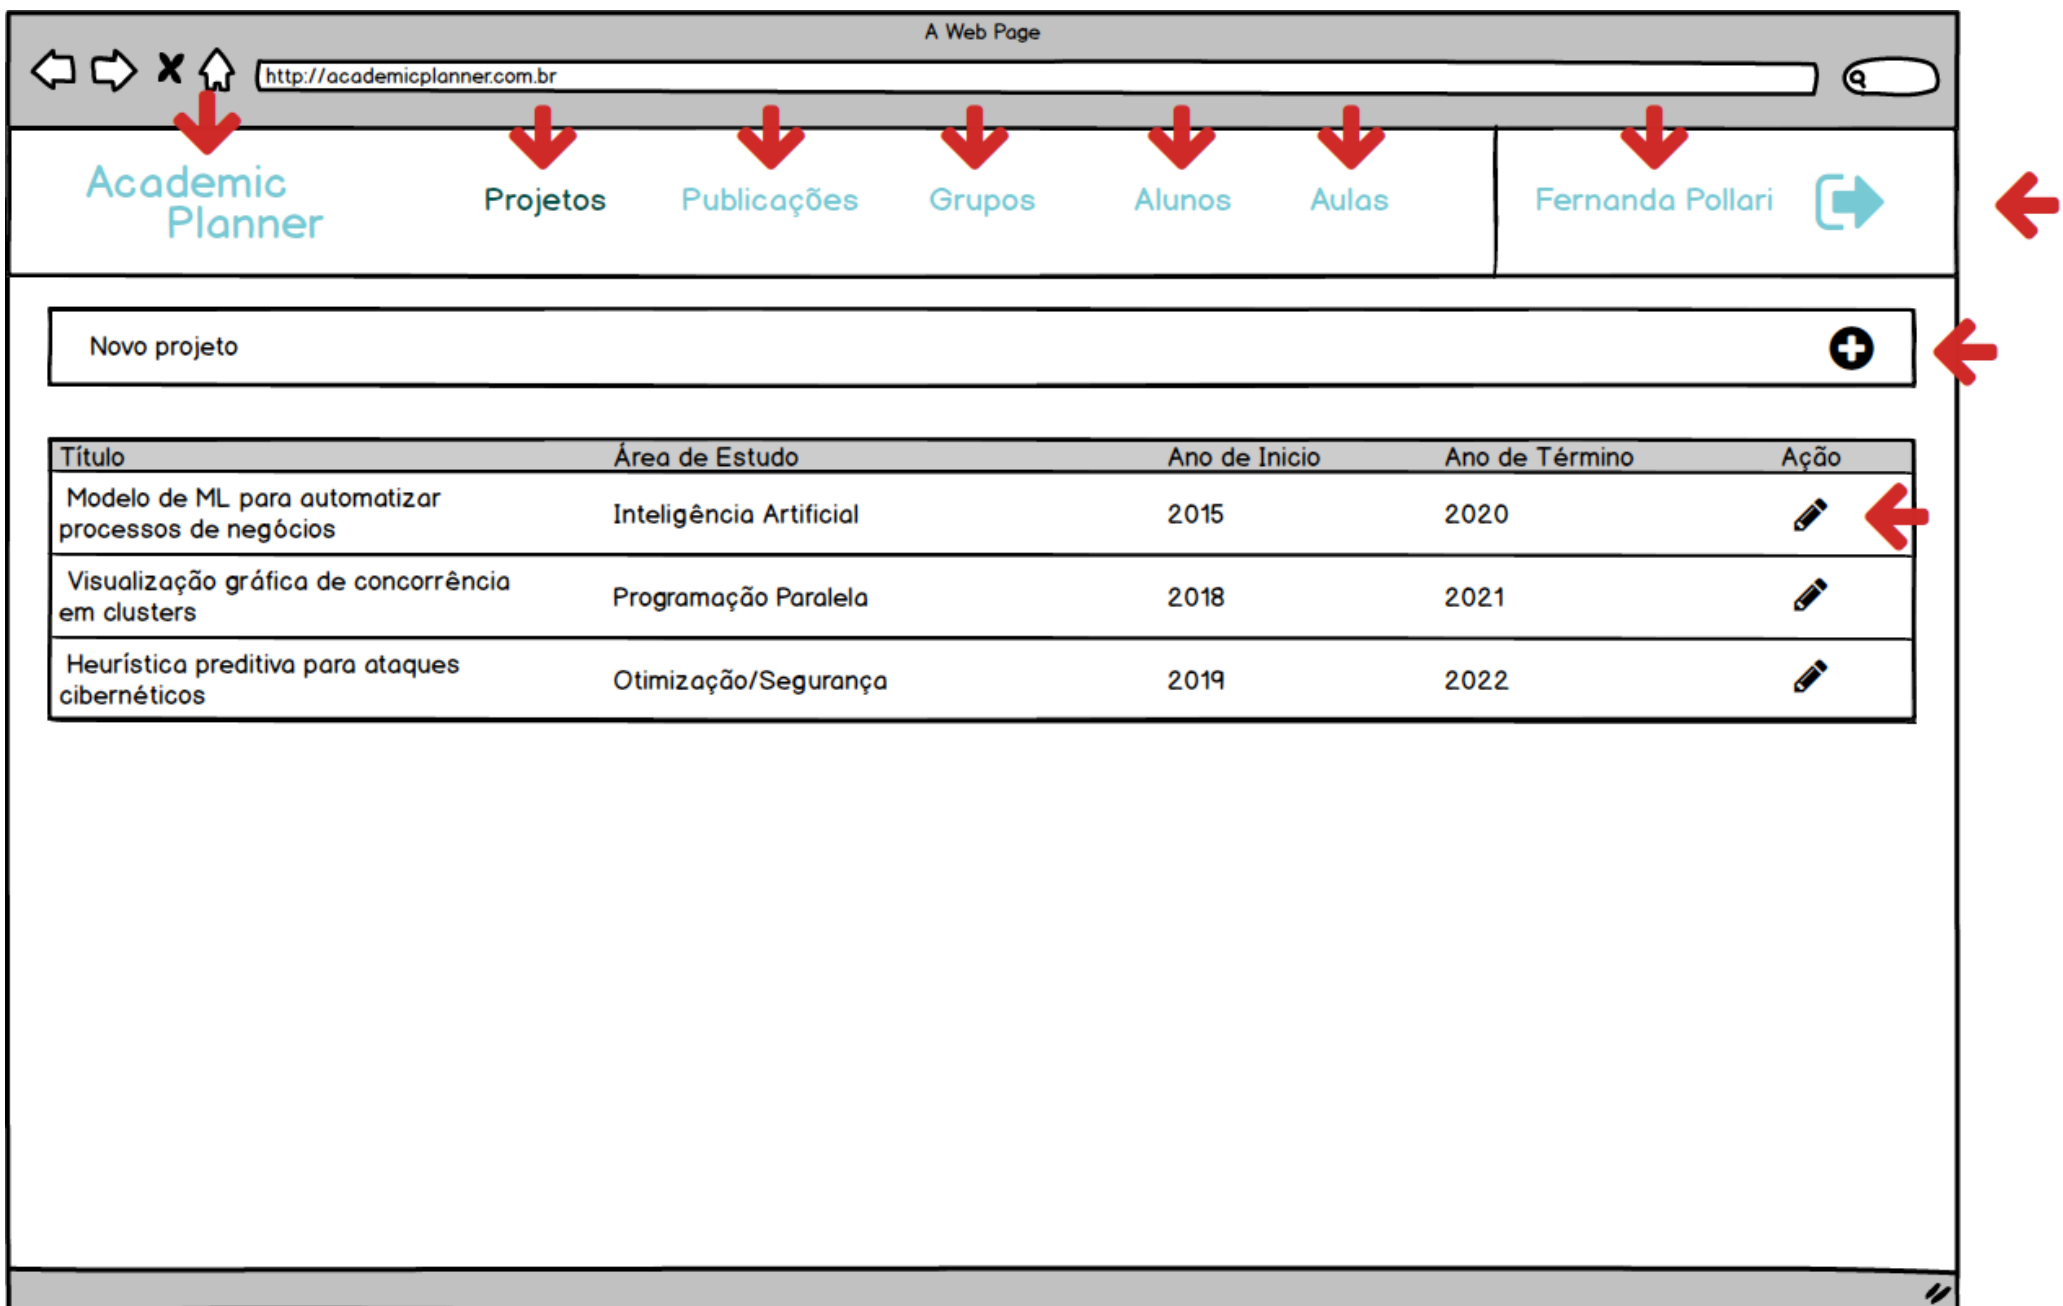 A Web Page
http://academicplanner.com.br
Academic
Planner
Projetos
Publicações
Grupos
Alunos
Aulas
Fernanda Pollari
Novo projeto
Título Área de Estudo Ano de Inicio Ano de Término Ação
Modelo de ML para automatizar
processos de negócios
Inteligência Artificial 2015 2020
Visualização gráfica de concorrência
em clusters
Programação Paralela 2018 2021
Heurística preditiva para ataques
cibernéticos
Otimização/Segurança 2019 2022